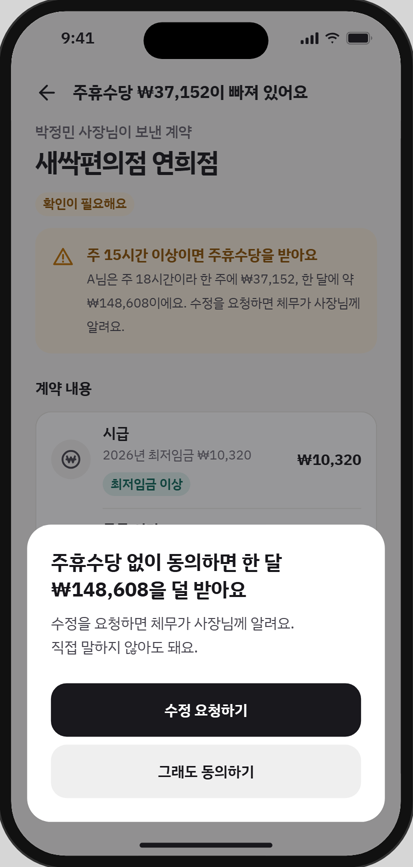 9:41
주휴수당 ₩37,152이 빠져 있어요
박정민 사장님이 보낸 계약
새싹편의점 연희점
확인이 필요해요
주 15시간 이상이면 주휴수당을 받아요
A님은 주 18시간이라 한 주에 ₩37,152, 한 달에 약
₩148,608이에요. 수정을 요청하면 체무가 사장님께
알려요.
계약 내용
시급
2026년 최저임금 ₩10,320
₩10,320
최저임금 이상
주휴수당 없이 동의하면 한 달
₩148,608을 덜 받아요
수정을 요청하면 체무가 사장님께 알려요.
직접 말하지 않아도 돼요.
수정 요청하기
그래도 동의하기